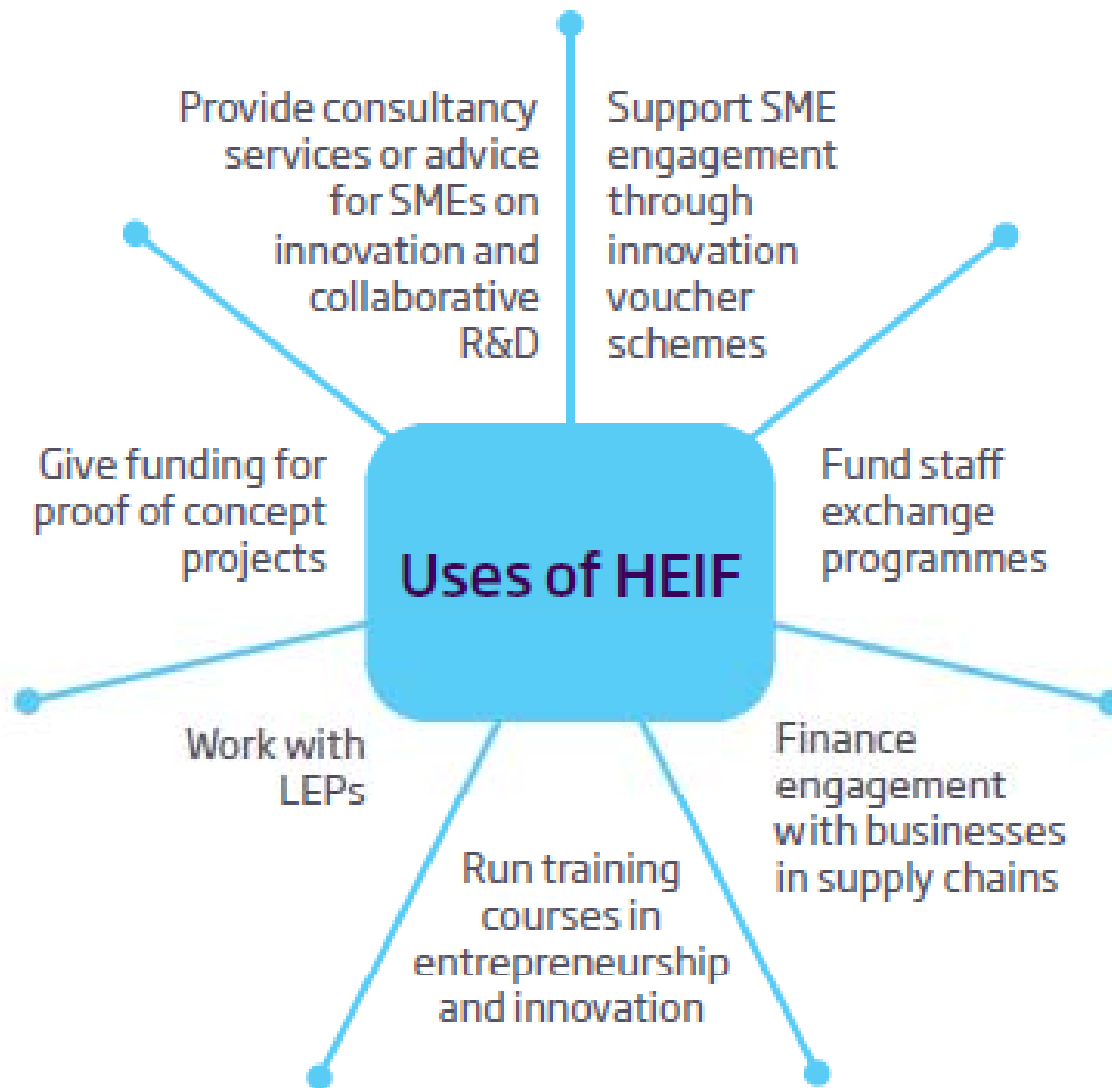 Provide consultancy
services or advice
for SMEs on
innovation and
collaborative
R&D
Support SME
engagement
through
innovation
voucher
schemes
Give funding for
proof of concept
projects
Uses of HEIF
Fund staff
exchange
programmes
Work with
LEPs
Run training
courses in
entrepreneurship
and innovation
Finance
engagement
with businesses
in supply chains